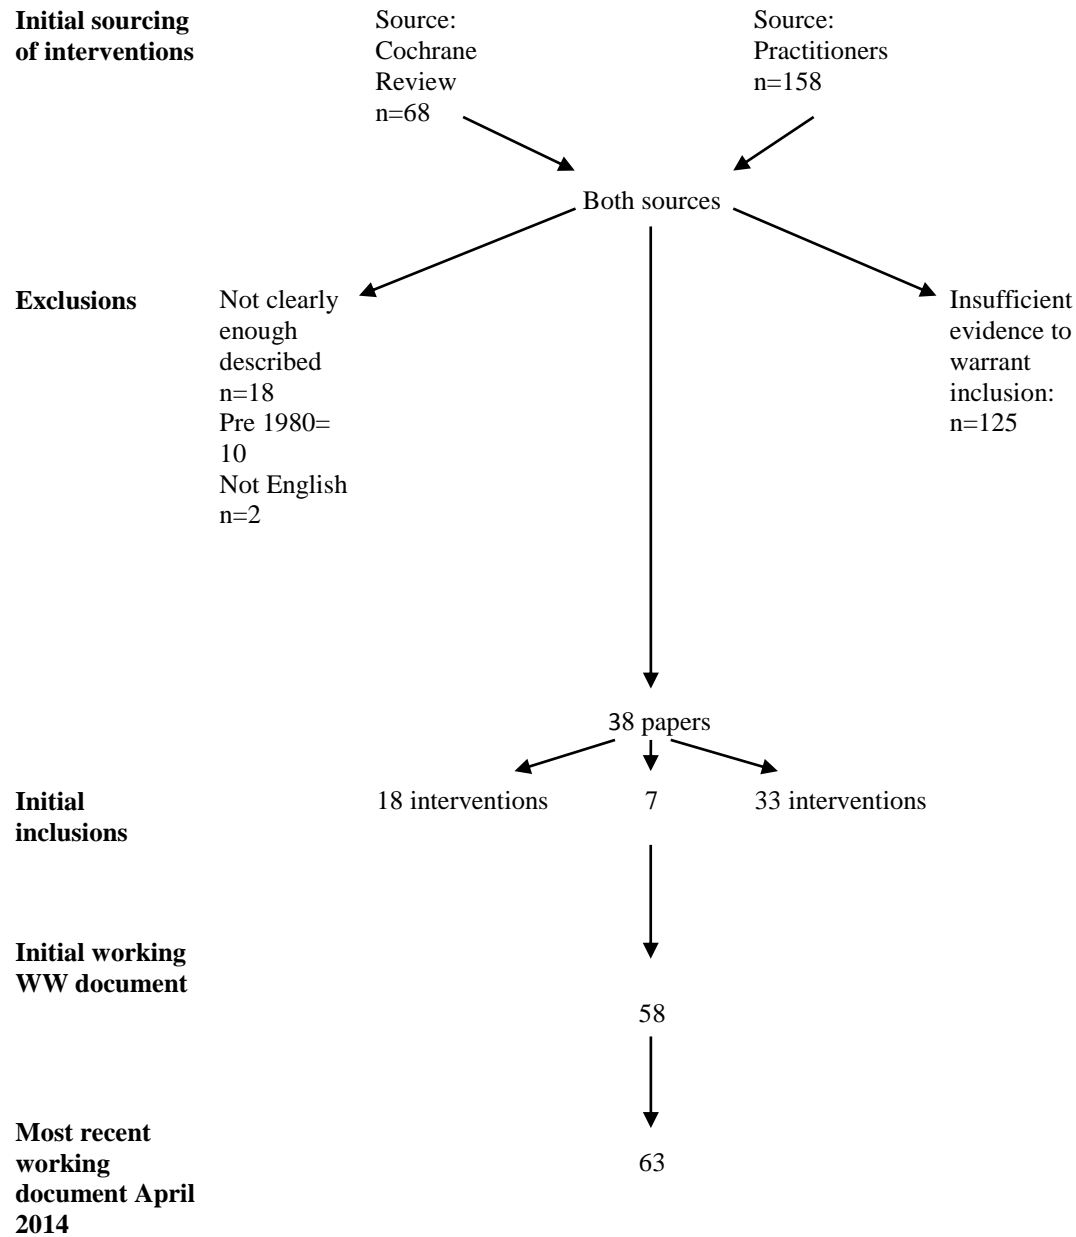 Initial sourcing
of interventions
Source:
Cochrane
Review
n=68
Source:
Practitioners
n=158
Both sources
Exclusions
Not clearly
enough
described
n=18
Pre 1980=
10
Not English
n=2
Insufficient
evidence to
warrant
inclusion:
n=125
38 papers
Initial
inclusions
18 interventions
7
33 interventions
Initial working
WW document
58
Most recent
working
document April
2014
63